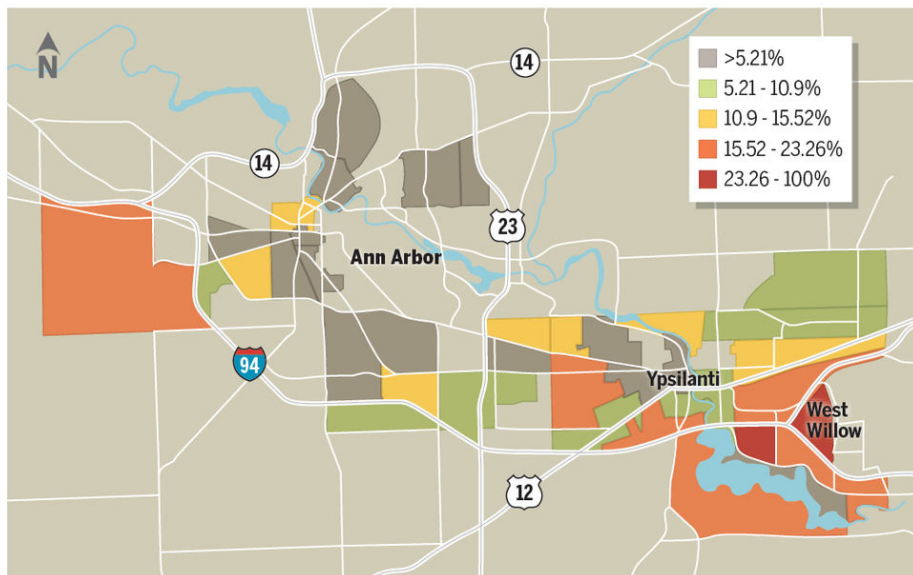 N
14
>5.21%
5.21 - 10.9%
10.9 - 15.52%
15.52 - 23.26%
23.26 - 100%
14
23
Ann Arbor
94
Ypsilanti
West
Willow
12